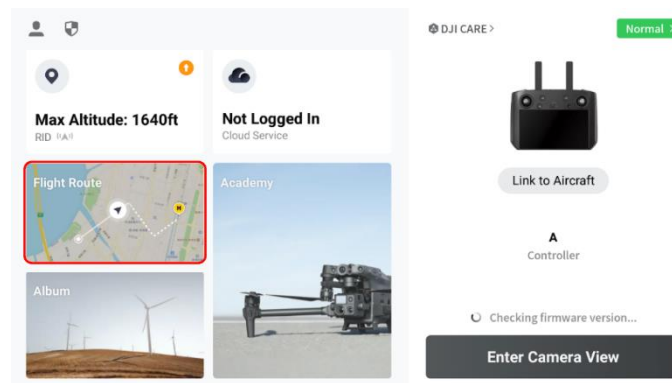 Max Altitude: 1640ft
RID
Not Logged In
Cloud Service
Flight Route
H
Academy
Album
DJI CARE >
Normal >
Link to Aircraft
A
Controller
Checking firmware version...
Enter Camera View